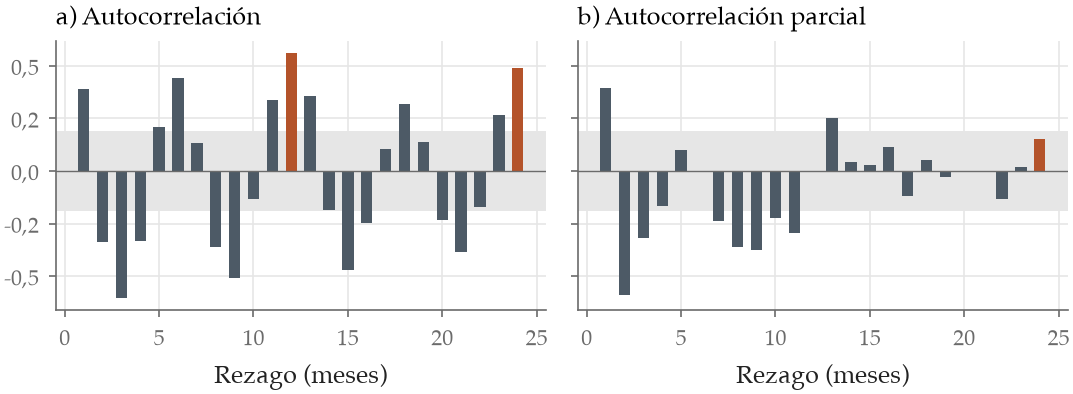 a) Autocorrelación
b) Autocorrelación parcial
0,5
0,2
0,0
-0,2
-0,5
0 5 10 15 20 25
0 5 10 15 20 25
Rezago (meses)
Rezago (meses)